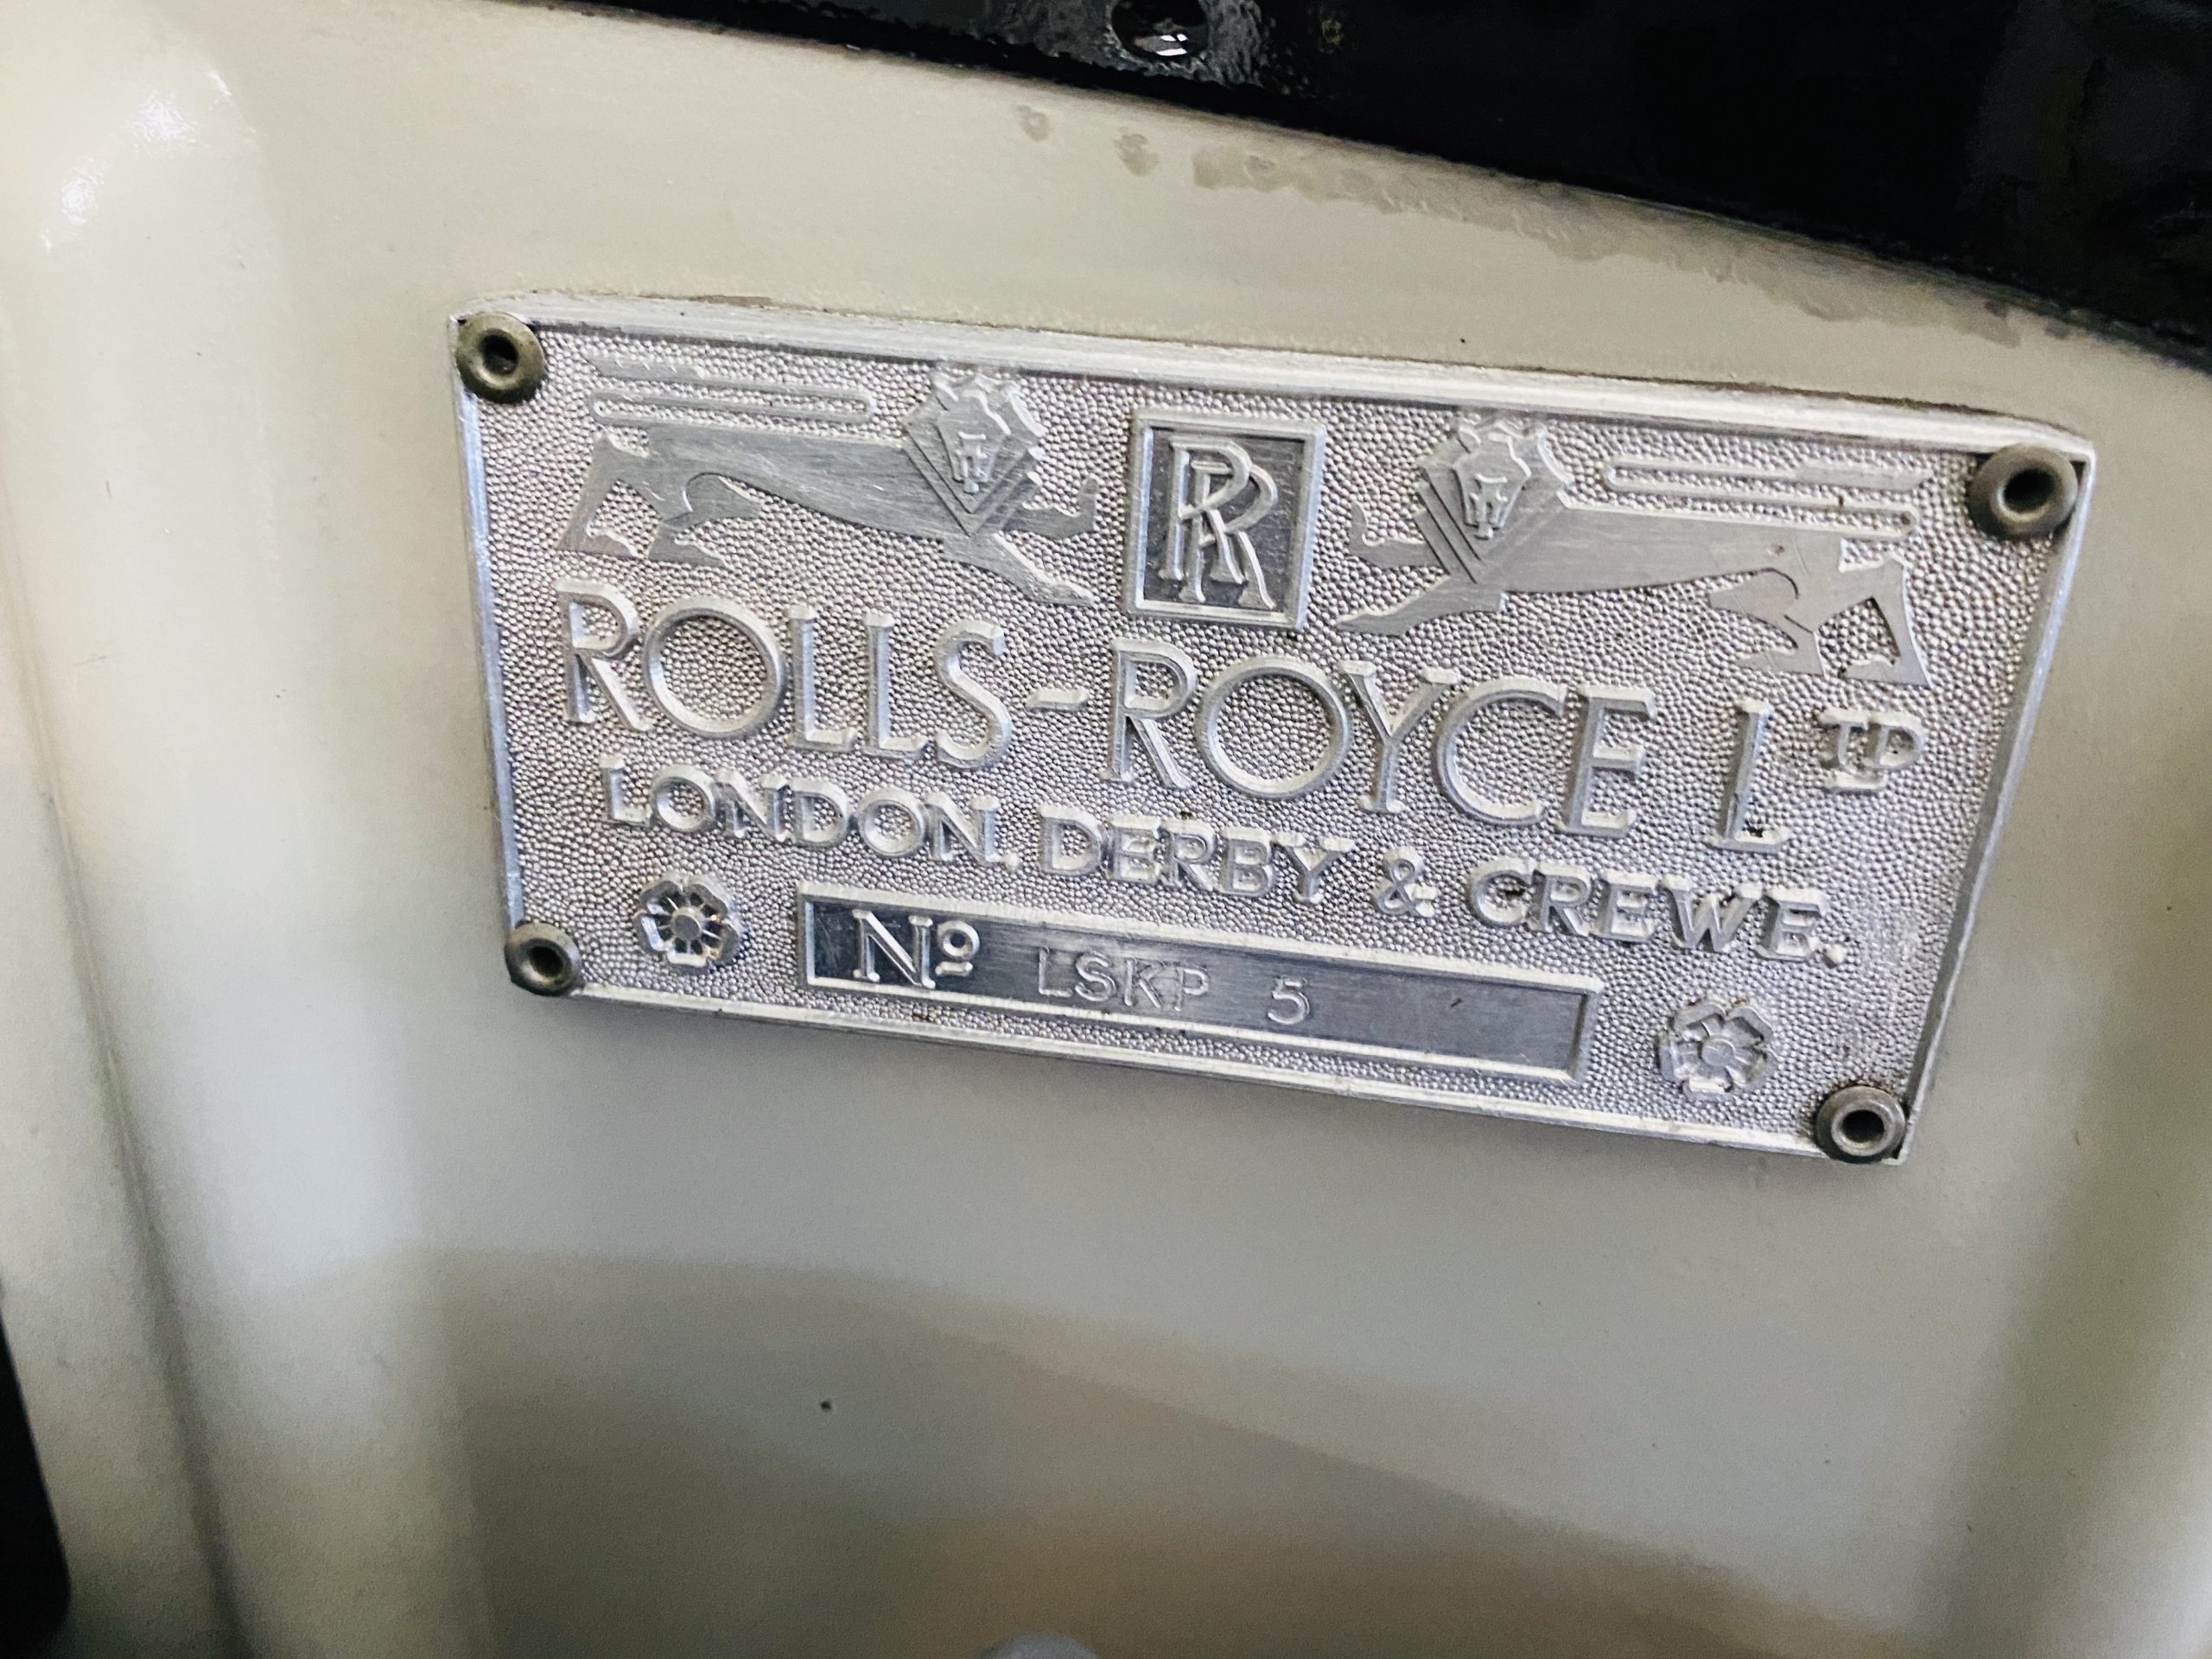 RR
ROLLS-ROYCE LTD
LONDON, DERBY & CREWE.
Nº LSKP 5